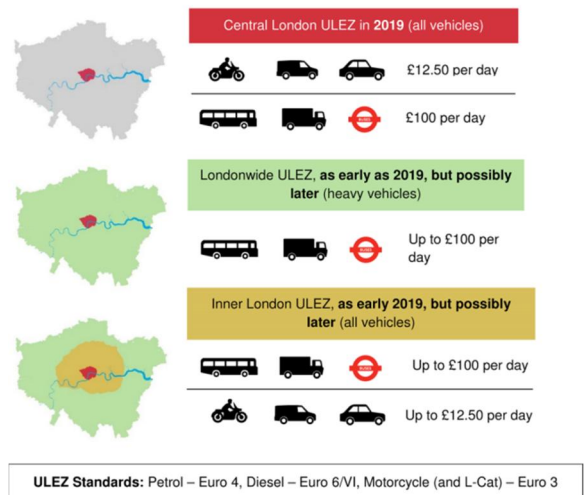 Central London ULEZ in 2019 (all vehicles)
£12.50 per day
BUSES
£100 per day
Londonwide ULEZ, as early as 2019, but possibly
later (heavy vehicles)
BUSES
Up to £100 per
day
Inner London ULEZ, as early 2019, but possibly
later (all vehicles)
BUSES
Up to £100 per day
Up to £12.50 per day
ULEZ Standards: Petrol – Euro 4, Diesel – Euro 6/VI, Motorcycle (and L-Cat) – Euro 3